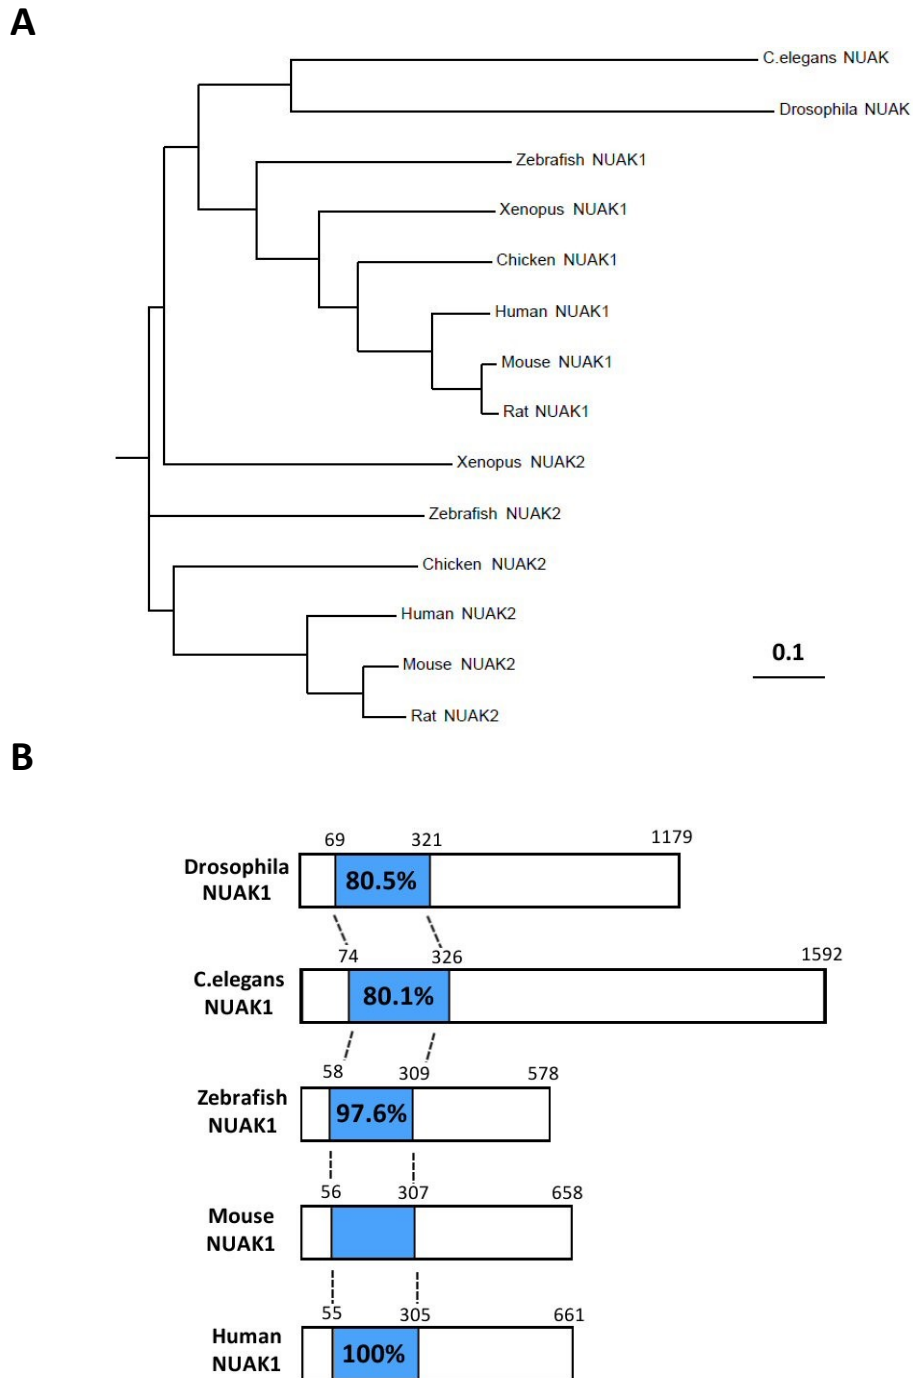 A
C.elegans NUAK
Drosophila NUAK
Zebrafish NUAK1
Xenopus NUAK1
Chicken NUAK1
Human NUAK1
Mouse NUAK1
Rat NUAK1
Xenopus NUAK2
Zebrafish NUAK2
Chicken NUAK2
Human NUAK2
Mouse NUAK2
Rat NUAK2
0.1
B
69 321 1179
Drosophila
NUAK1
80.5%
74 326 1592
C.elegans
NUAK1
80.1%
58 309 578
Zebrafish
NUAK1
97.6%
56 307 658
Mouse
NUAK1
55 305 661
Human
NUAK1
100%